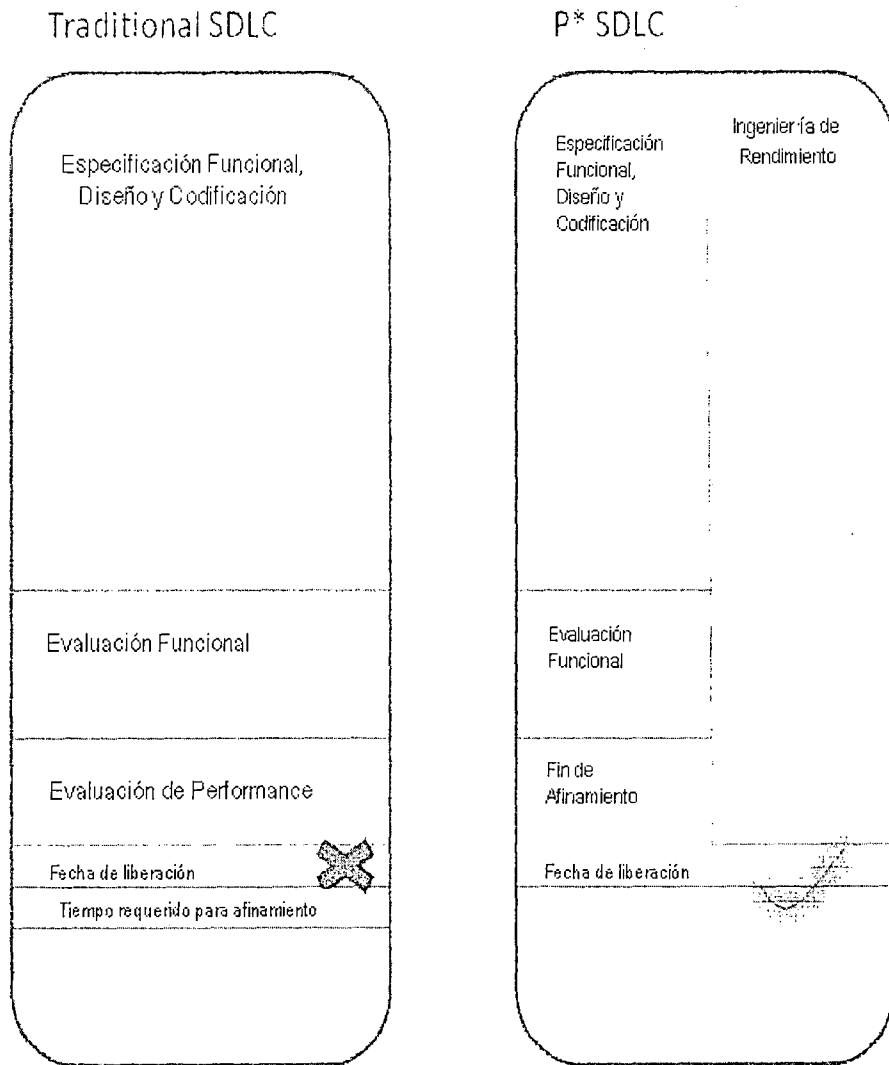 Traditional SDLC
Especificación Funcional,
Diseño y Codificación
Evaluación Funcional
Evaluación de Performance
Fecha de liberación
Tiempo requerido para afinamiento
P* SDLC
Especificación
Funcional,
Diseño y
Codificación
Ingeniería de
Rendimiento
Evaluación
Funcional
Fin de
Afinamiento
Fecha de liberación